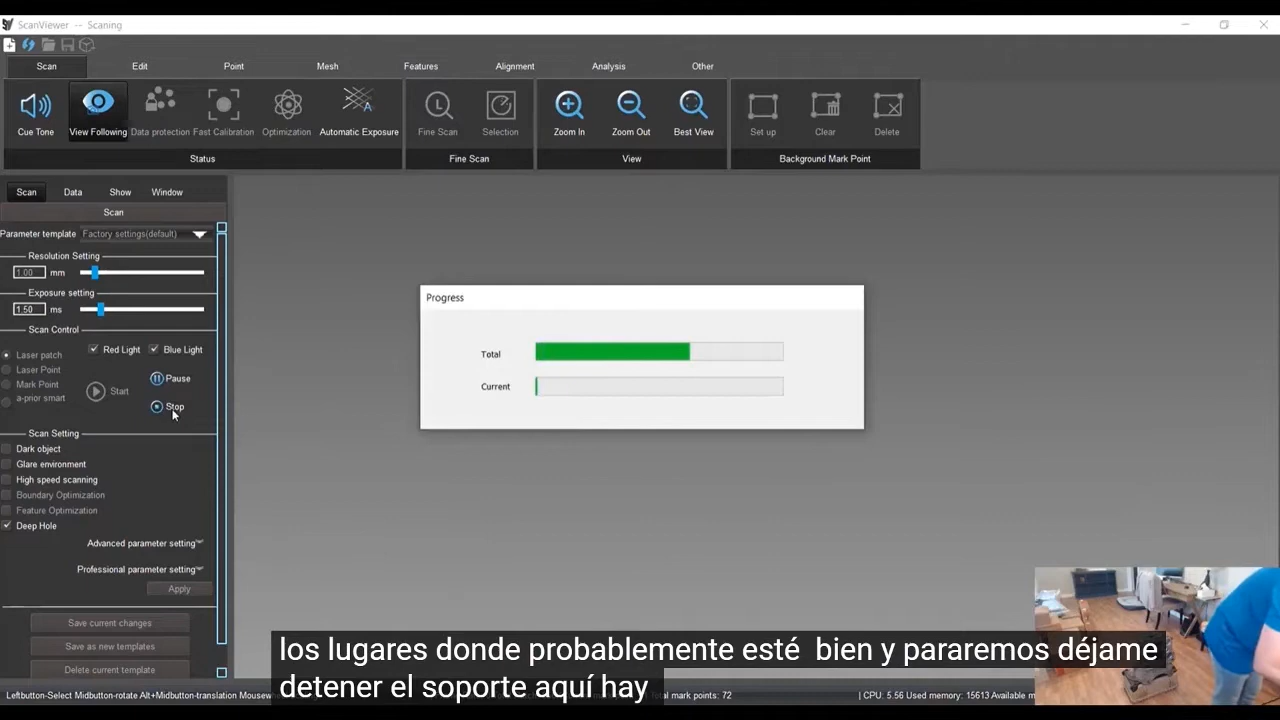 ScanViewer -- Scaning
Scan Edit Point Mesh Features Alignment Analysis Other
Cue Tone View Following Data protection Fast Calibration Optimization Automatic Exposure Fine Scan Selection Zoom In Zoom Out Best View Set up Clear Delete
Status Fine Scan View Background Mark Point
Scan Data Show Window
Scan
Parameter template Factory settings(default)
Resolution Setting
1.00 mm
Exposure setting
1.50 ms
Scan Control
Red Light Blue Light
Laser patch
Laser Point
Mark Point
a-prior smart
Start
Pause
Stop
Scan Setting
Dark object
Glare environment
High speed scanning
Boundary Optimization
Feature Optimization
Deep Hole
Advanced parameter setting
Professional parameter setting
Apply
Save current changes
Save as new templates
Delete current template
Progress
Total
Current
los lugares donde probablemente esté bien y pararemos déjame
detener el soporte aquí hay
Leftbutton-Select Midbutton-rotate Alt+Midbutton-translation mark points: 72 | CPU: 5.56 Used memory: 15613 Available